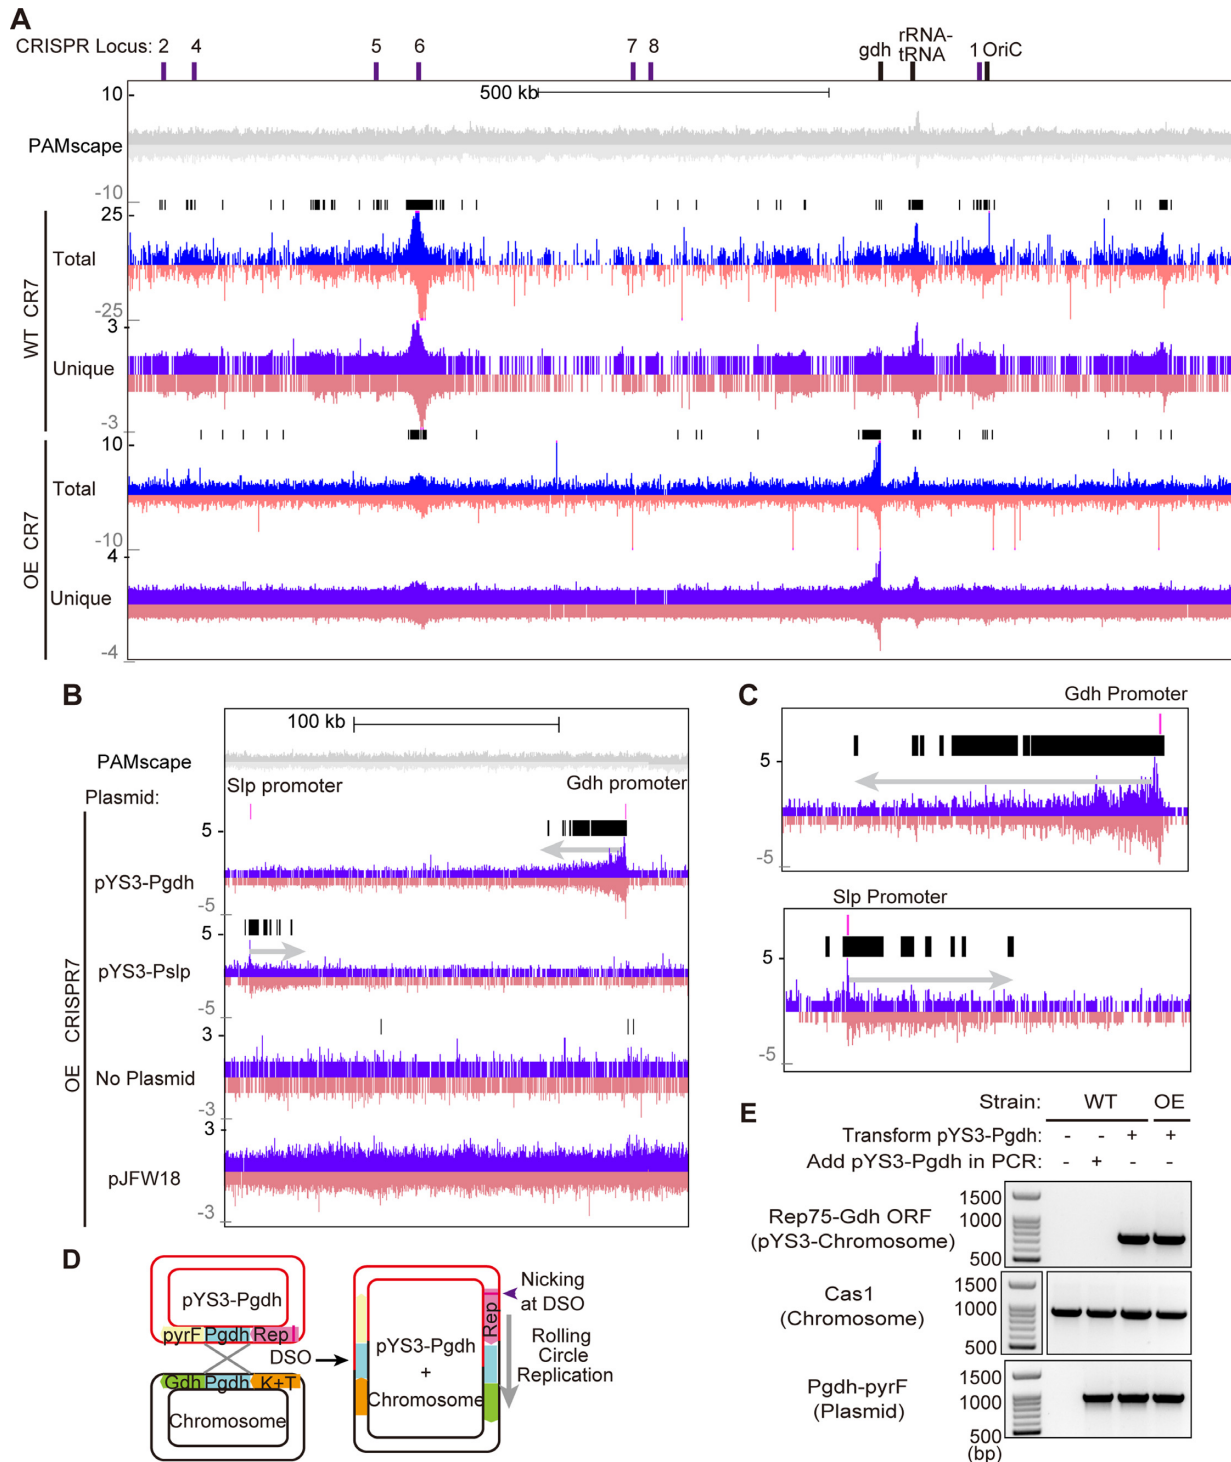 A
CRISPR Locus: 2 4 5 6 7 8 gdh rRNA-tRNA 1 OriC
10
500 kb
PAMscape
-10
25
Total
-25
WT CR7
3
Unique
-3
10
Total
-10
OE CR7
4
Unique
-4
B
100 kb
PAMscape
Slp promoter Gdh promoter
Plasmid:
5
pYS3-Pgdh
-5
5
pYS3-Pslp
-5
OE CRISPR7
3
No Plasmid
-3
3
pJFW18
-3
C
Gdh Promoter
5
-5
Slp Promoter
5
-5
D
pYS3-Pgdh
pyrF Pgdh Rep
DSO
Gdh Pgdh K+T
Chromosome
pYS3-Pgdh
+
Chromosome
Rep
Nicking
at DSO
Rolling
Circle
Replication
E
Strain: WT OE
Transform pYS3-Pgdh: - - + +
Add pYS3-Pgdh in PCR: - + - -
Rep75-Gdh ORF
(pYS3-Chromosome)
1500
1000
500
Cas1
(Chromosome)
1500
1000
500
Pgdh-pyrF
(Plasmid)
1500
1000
500
(bp)